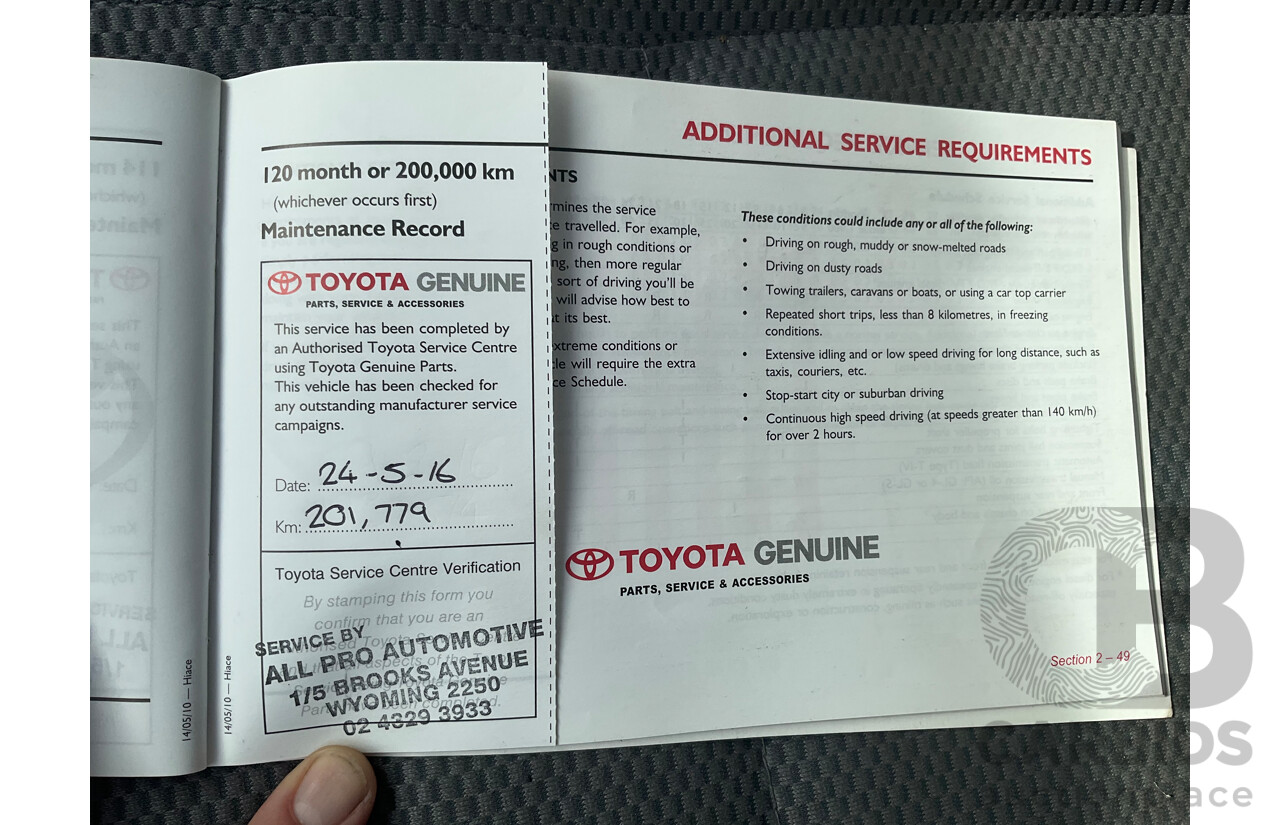 120 month or 200,000 km
(whichever occurs first)
Maintenance Record
TOYOTA GENUINE
PARTS, SERVICE & ACCESSORIES
This service has been completed by
an Authorised Toyota Service Centre
using Toyota Genuine Parts.
This vehicle has been checked for
any outstanding manufacturer service
campaigns.
Date: 24-5-16
Km: 201,779
Toyota Service Centre Verification
By stamping this form you
confirm that you are an
SERVICE BY
ALL PRO AUTOMOTIVE
1/5 BROOKS AVENUE
WYOMING 2250
02 4329 3933
14/05/10 — Hiace
14/05/10 — Hiace
ADDITIONAL SERVICE REQUIREMENTS
NTS
mines the service
e travelled. For example,
g in rough conditions or
ng, then more regular
sort of driving you'll be
will advise how best to
t its best.
xtreme conditions or
le will require the extra
ce Schedule.
These conditions could include any or all of the following:
• Driving on rough, muddy or snow-melted roads
• Driving on dusty roads
• Towing trailers, caravans or boats, or using a car top carrier
• Repeated short trips, less than 8 kilometres, in freezing
conditions.
• Extensive idling and or low speed driving for long distance, such as
taxis, couriers, etc.
• Stop-start city or suburban driving
• Continuous high speed driving (at speeds greater than 140 km/h)
for over 2 hours.
TOYOTA GENUINE
PARTS, SERVICE & ACCESSORIES
Section 2 – 49